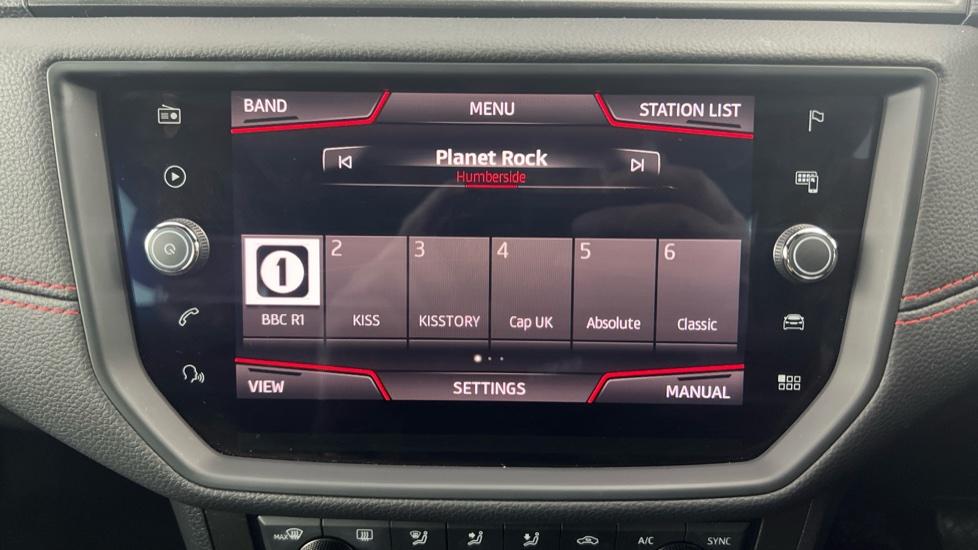 BAND MENU STATION LIST
Planet Rock
Humberside
1 2 3 4 5 6
BBC R1 KISS KISSTORY Cap UK Absolute Classic
VIEW SETTINGS MANUAL
MAX A/C SYNC